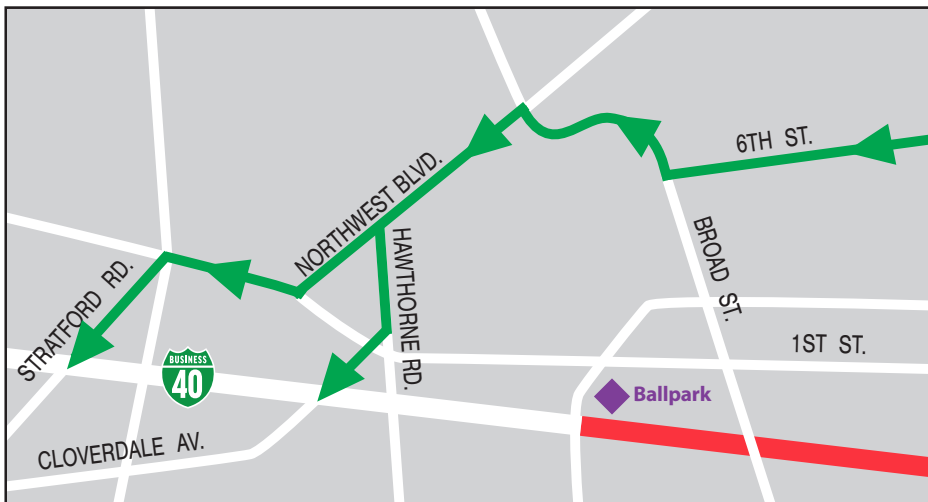 6TH ST.
NORTHWEST BLVD.
HAWTHORNE RD.
BROAD ST.
STRATFORD RD.
1ST ST.
BUSINESS
40
Ballpark
CLOVERDALE AV.